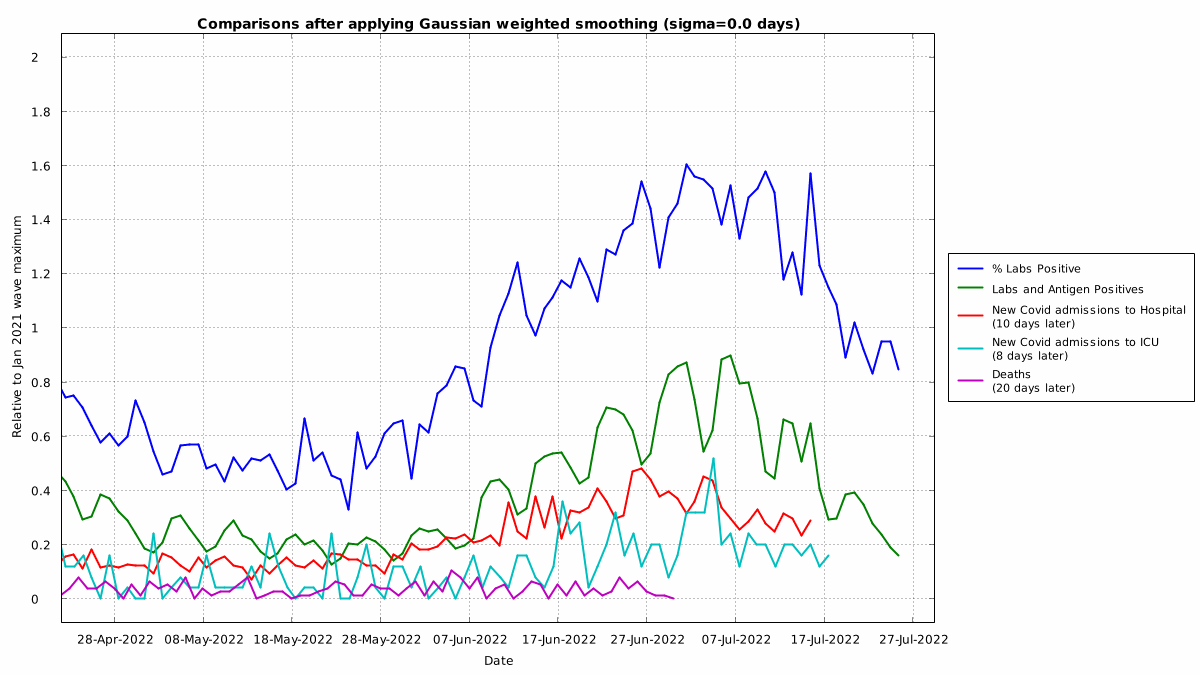 Comparisons after applying Gaussian weighted smoothing (sigma=0.0 days)
2
1.8
1.6
1.4
1.2
1
0.8
0.6
0.4
0.2
0
Relative to Jan 2021 wave maximum
28-Apr-2022
08-May-2022
18-May-2022
28-May-2022
07-Jun-2022
17-Jun-2022
27-Jun-2022
07-Jul-2022
17-Jul-2022
27-Jul-2022
Date
% Labs Positive
Labs and Antigen Positives
New Covid admissions to Hospital
(10 days later)
New Covid admissions to ICU
(8 days later)
Deaths
(20 days later)